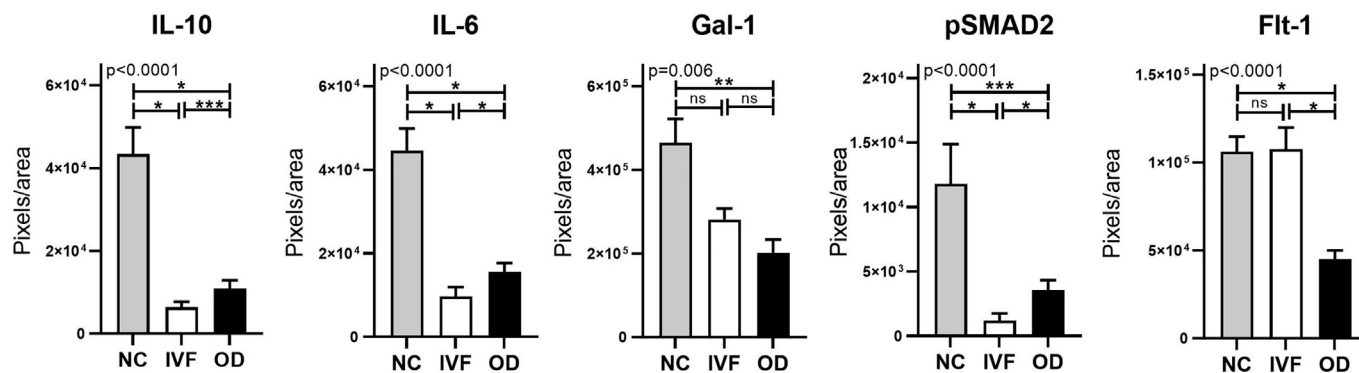 IL-10
p<0.0001
*
* ***
6×10⁴
4×10⁴
2×10⁴
0
Pixels/area
NC IVF OD
IL-6
p<0.0001
*
* *
6×10⁴
4×10⁴
2×10⁴
0
Pixels/area
NC IVF OD
Gal-1
p=0.006
**
ns ns
6×10⁵
4×10⁵
2×10⁵
0
Pixels/area
NC IVF OD
pSMAD2
p<0.0001
***
* *
2×10⁴
1.5×10⁴
1×10⁴
5×10³
0
Pixels/area
NC IVF OD
Flt-1
p<0.0001
*
ns *
1.5×10⁵
1×10⁵
5×10⁴
0
Pixels/area
NC IVF OD